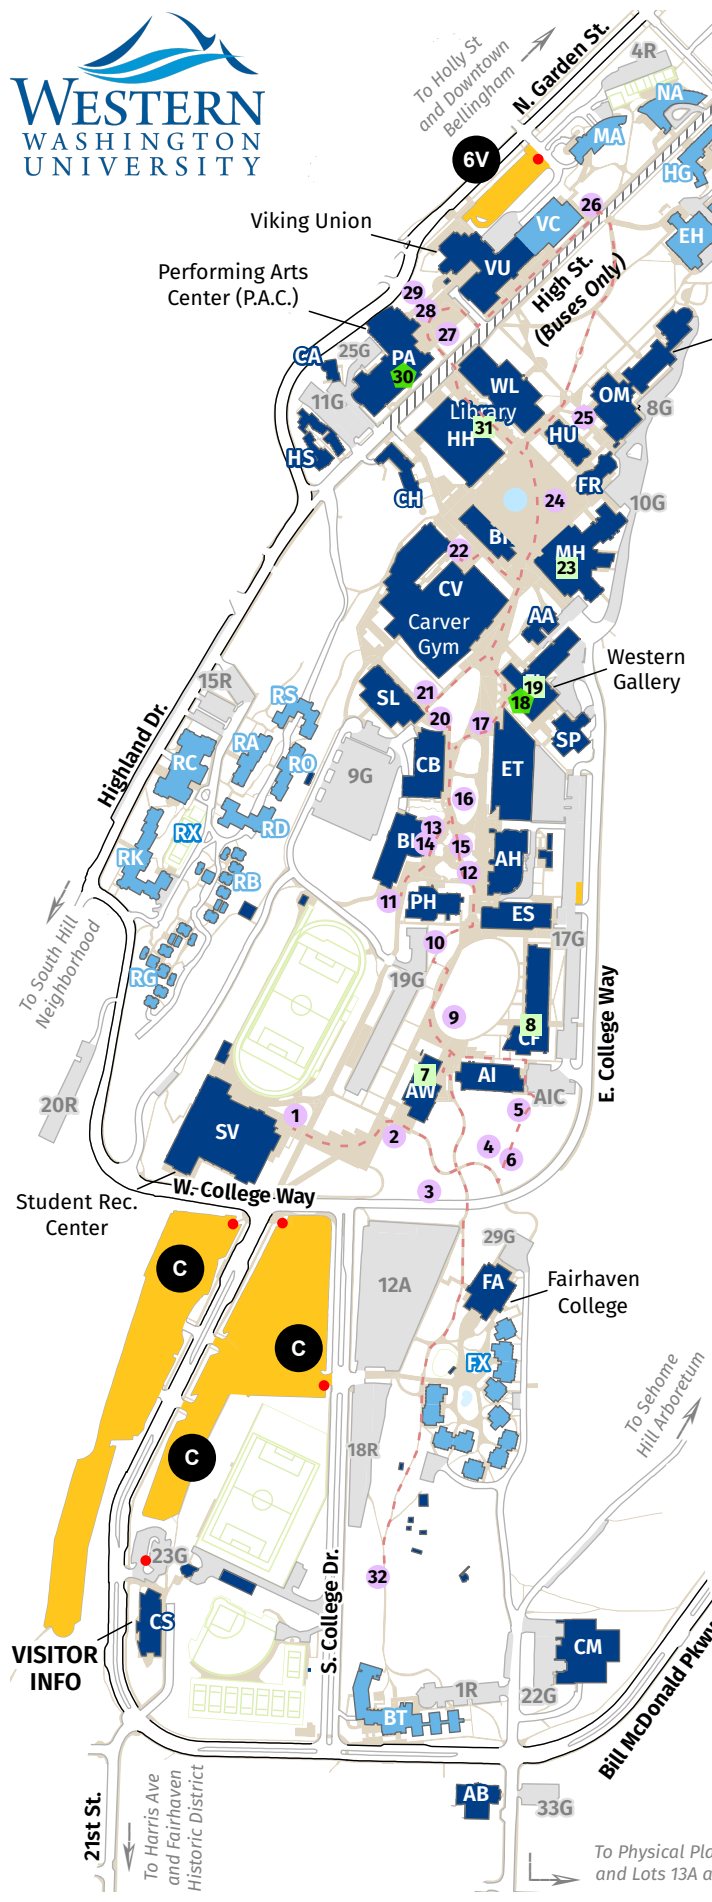 WESTERN
WASHINGTON
UNIVERSITY
To Holly St
and Downtown
Bellingham
N. Garden St.
4R
NA
MA
HG
6V
26
VC
EH
Viking Union
VU
High St.
(Buses Only)
Performing Arts
Center (P.A.C.)
29
28
27
CA
25G
PA
30
11G
WL
Library
OM
8G
HS
HH
31
25
HU
CH
FR
24
10G
22
MH
23
CV
Carver
Gym
AA
Western
Gallery
15R
RS
SL
21
20
19
18
17
SP
Highland Dr.
RC
RA
RO
9G
CB
ET
16
RX
RD
13
14
15
RK
RB
AH
12
11
PH
ES
To South Hill
Neighborhood
17G
RG
10
19G
E. College Way
9
8
CF
20R
7
AW
AI
AIC
1
SV
2
5
4
6
Student Rec.
Center
W. College Way
3
C
29G
12A
FA
Fairhaven
College
C
FX
To Sehome
Hill Arboretum
C
18R
23G
S. College Dr.
32
CS
VISITOR
INFO
CM
1R
22G
BT
Bill McDonald Pkwy
21st St.
To Harris Ave
and Fairhaven
Historic District
AB
33G
To Physical
and Lots 13A